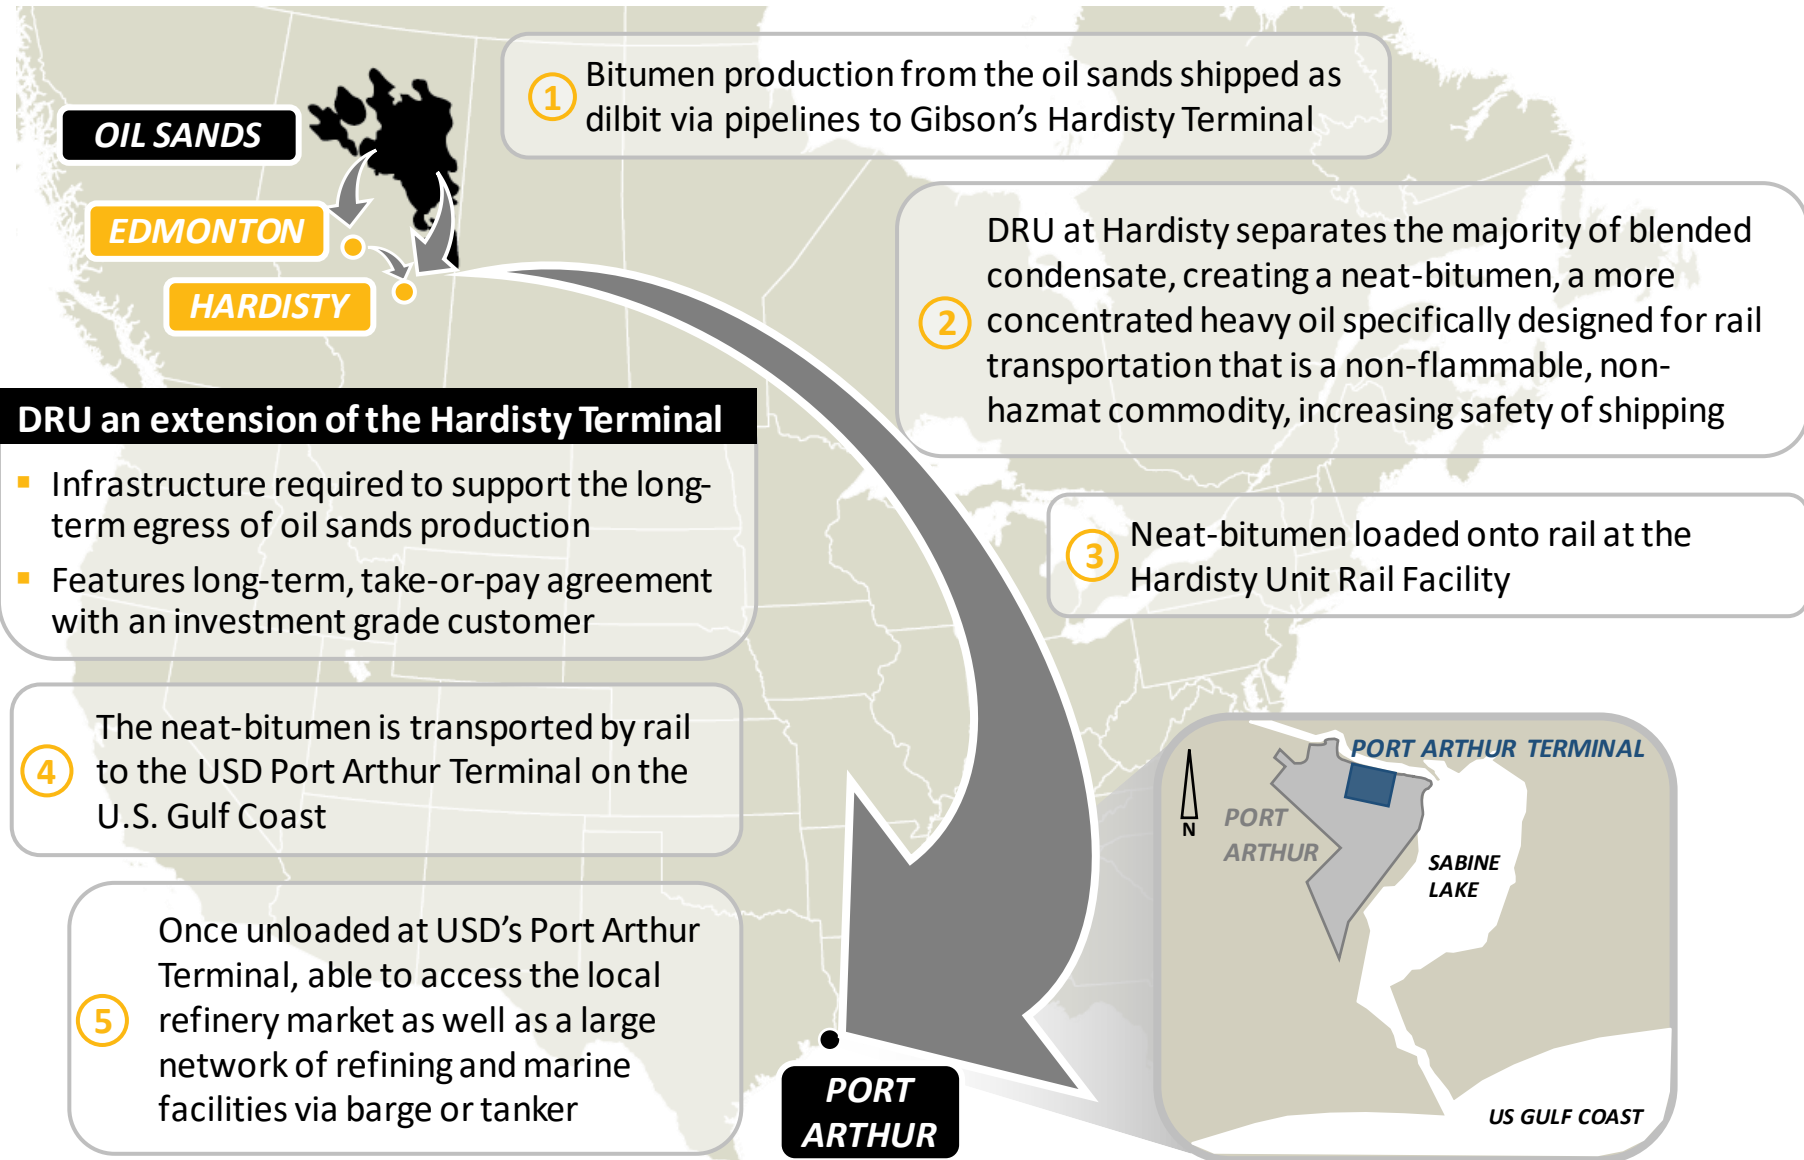 1
Bitumen production from the oil sands shipped as
dilbit via pipelines to Gibson’s Hardisty Terminal
OIL SANDS
EDMONTON
HARDISTY
2
DRU at Hardisty separates the majority of blended
condensate, creating a neat-bitumen, a more
concentrated heavy oil specifically designed for rail
transportation that is a non-flammable, non-
hazmat commodity, increasing safety of shipping
DRU an extension of the Hardisty Terminal
▪ Infrastructure required to support the long-
term egress of oil sands production
▪ Features long-term, take-or-pay agreement
with an investment grade customer
3
Neat-bitumen loaded onto rail at the
Hardisty Unit Rail Facility
4
The neat-bitumen is transported by rail
to the USD Port Arthur Terminal on the
U.S. Gulf Coast
5
Once unloaded at USD’s Port Arthur
Terminal, able to access the local
refinery market as well as a large
network of refining and marine
facilities via barge or tanker
PORT
ARTHUR
PORT ARTHUR TERMINAL
N
PORT
ARTHUR
SABINE
LAKE
US GULF COAST